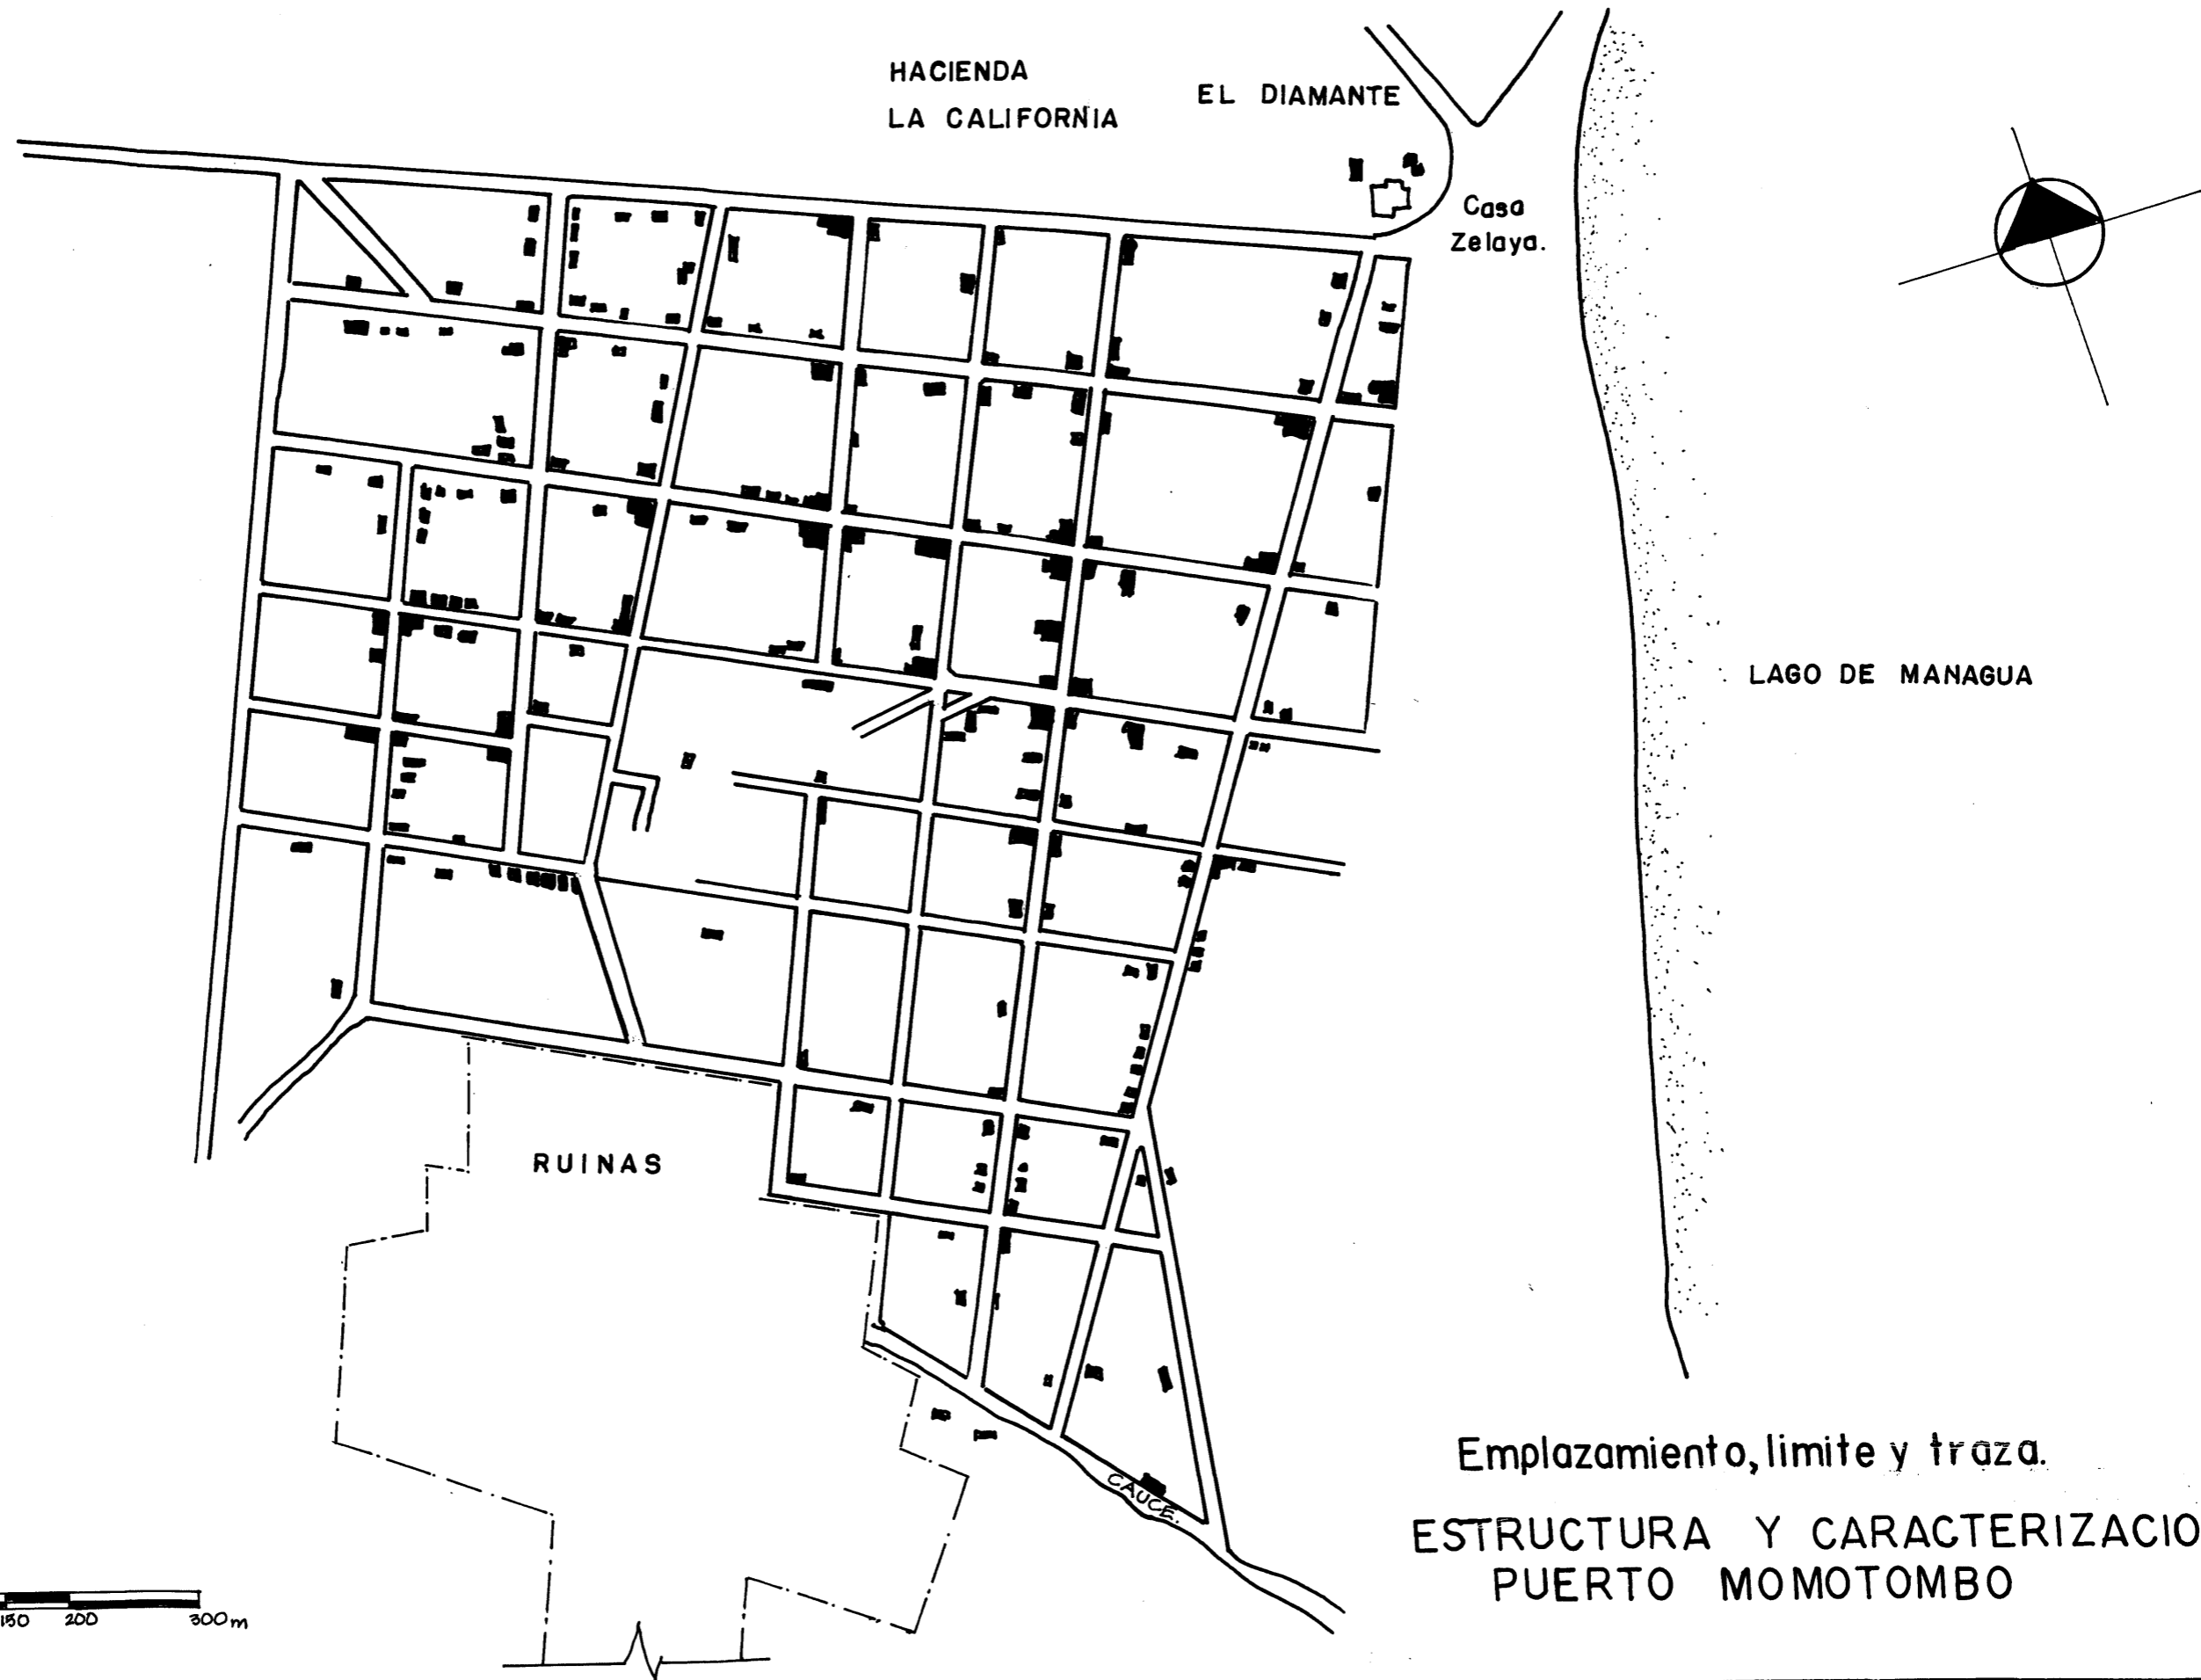 HACIENDA
LA CALIFORNIA
EL DIAMANTE
Casa
Zelaya.
LAGO DE MANAGUA
RUINAS
CAUCE.
Emplazamiento, limite y traza.
ESTRUCTURA Y CARACTERIZACIO
PUERTO MOMOTOMBO
150 200 300m